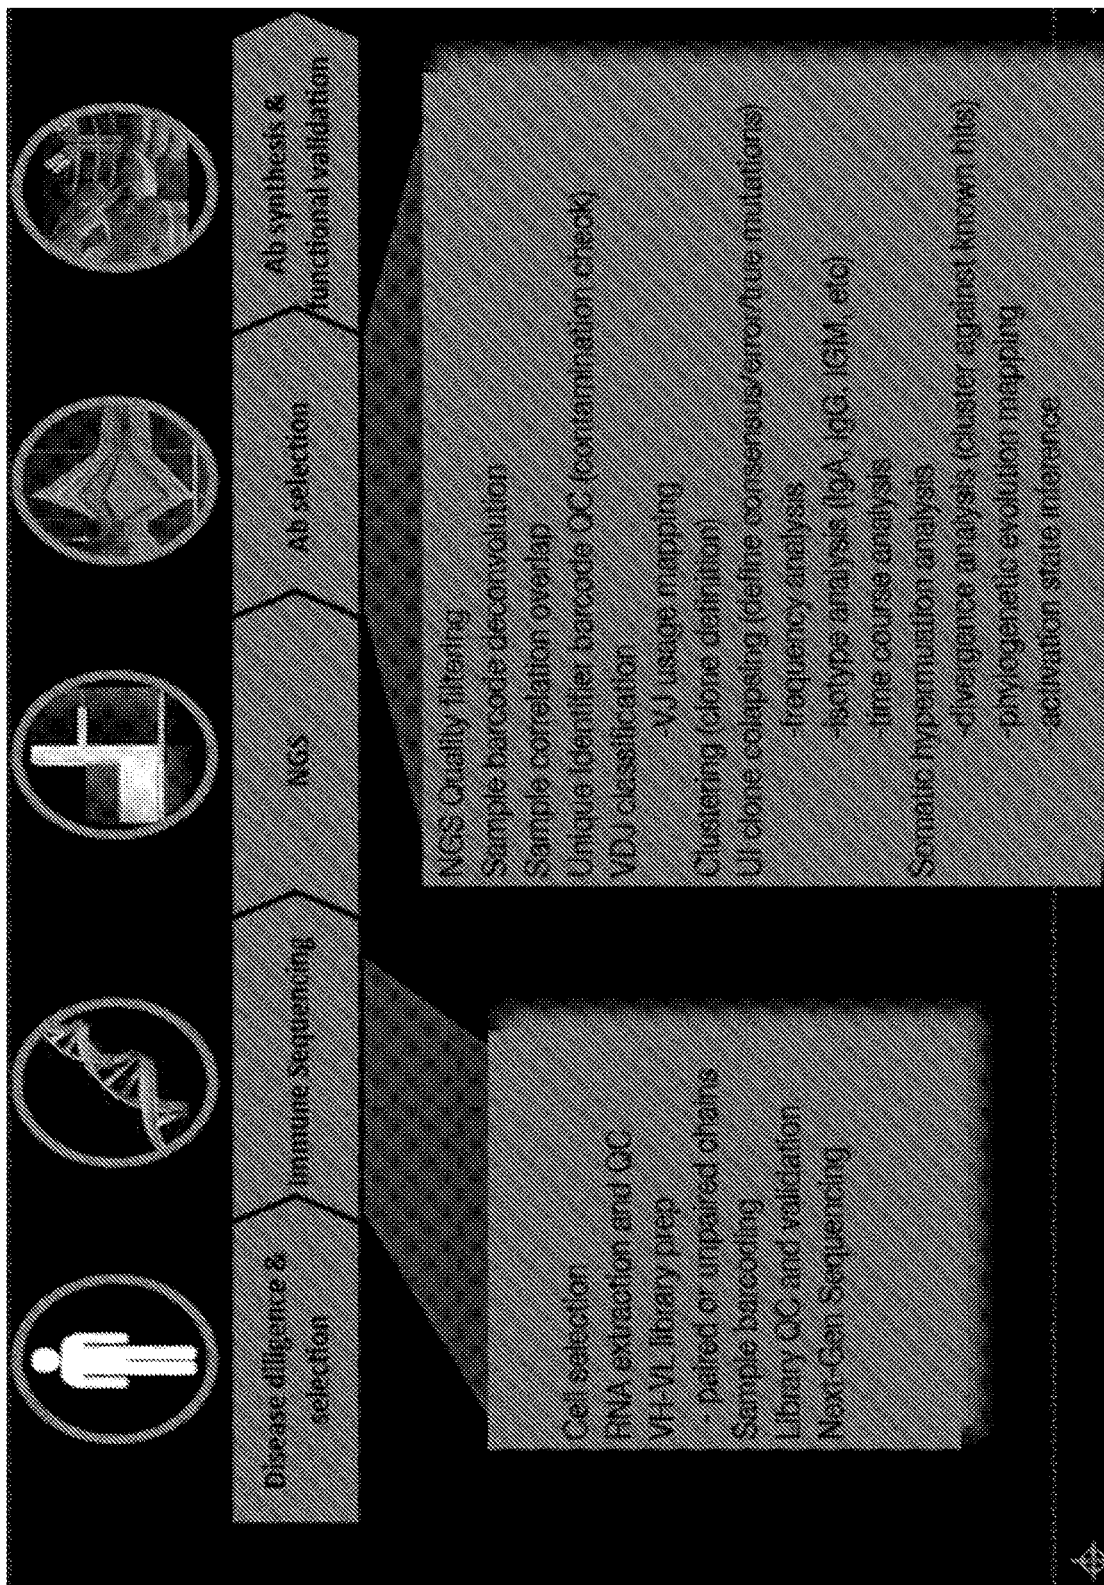 Disease diligence &
selection
Immune Sequencing
NGS
Ab selection
Ab synthesis &
functional validation
Cell selection
RNA extraction and QC
VH-VL library prep
- paired or unpaired chains
Sample barcoding
Library QC and validation
Next-Gen Sequencing
NGS Quality filtering
Sample barcode deconvolution
Sample correlation overlap
Unique Identifier barcode QC (contamination check)
VDJ classification
-VJ usage mapping
Clustering (clone definition)
UI clone collapsing (define consensus/error/true mutations)
frequency analysis
-isotype analysis (IgA, IgG, IGM, etc)
-time course analysis
Somatic hypermutation analysis
-divergance analysis (cluster against known hits)
-phylogenetic evolution mapping
-activation state inference